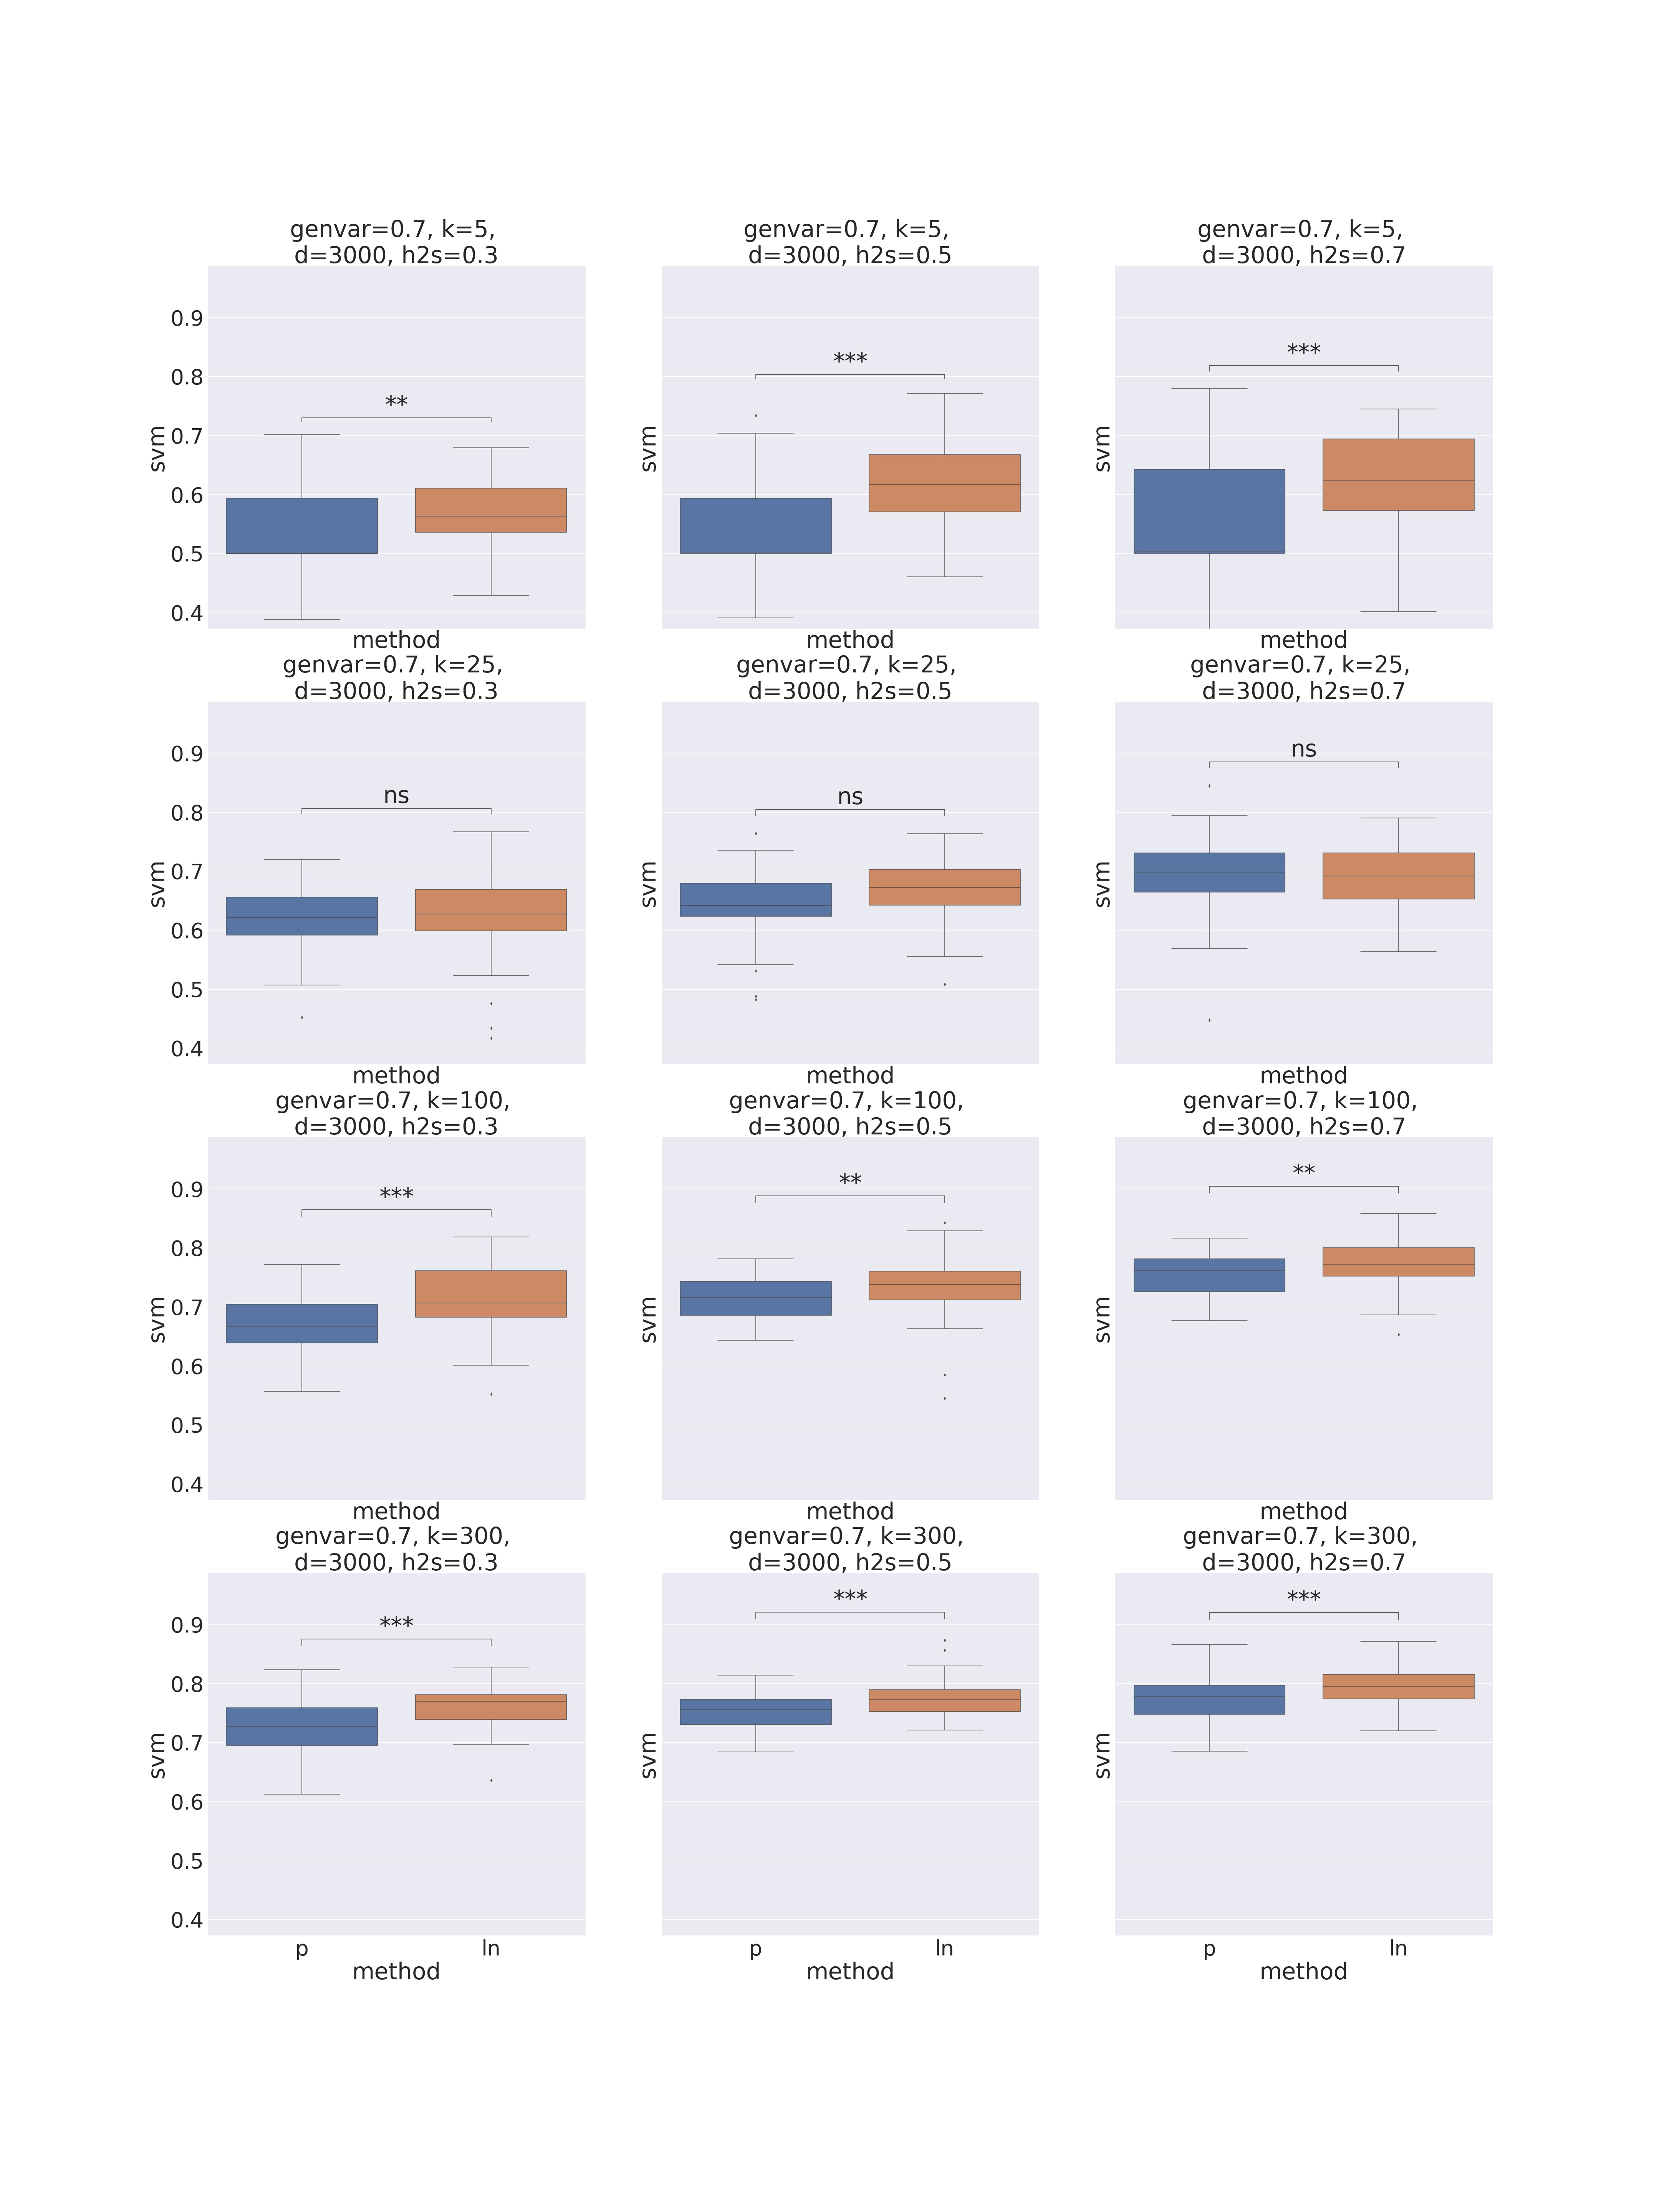 genvar=0.7, k=5,
d=3000, h2s=0.3
genvar=0.7, k=5,
d=3000, h2s=0.5
genvar=0.7, k=5,
d=3000, h2s=0.7
0.9
0.8
0.7
0.6
0.5
0.4
svm
**
method
svm
***
method
svm
***
method
genvar=0.7, k=25,
d=3000, h2s=0.3
genvar=0.7, k=25,
d=3000, h2s=0.5
genvar=0.7, k=25,
d=3000, h2s=0.7
0.9
0.8
0.7
0.6
0.5
0.4
svm
ns
method
svm
ns
method
svm
ns
method
genvar=0.7, k=100,
d=3000, h2s=0.3
genvar=0.7, k=100,
d=3000, h2s=0.5
genvar=0.7, k=100,
d=3000, h2s=0.7
0.9
0.8
0.7
0.6
0.5
0.4
svm
***
method
svm
**
method
svm
**
method
genvar=0.7, k=300,
d=3000, h2s=0.3
genvar=0.7, k=300,
d=3000, h2s=0.5
genvar=0.7, k=300,
d=3000, h2s=0.7
0.9
0.8
0.7
0.6
0.5
0.4
svm
***
p ln
method
svm
***
p ln
method
svm
***
p ln
method